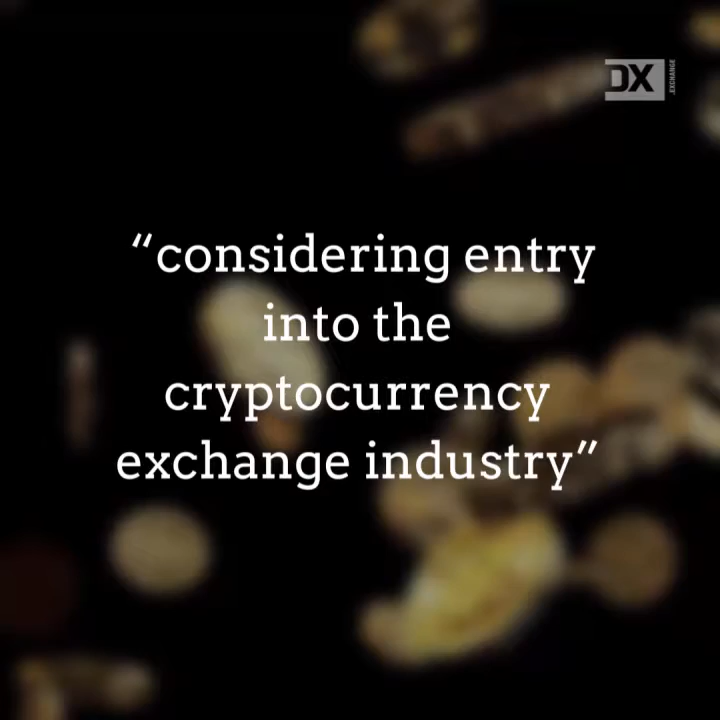 DX
.EXCHANGE
“considering entry
into the
cryptocurrency
exchange industry”